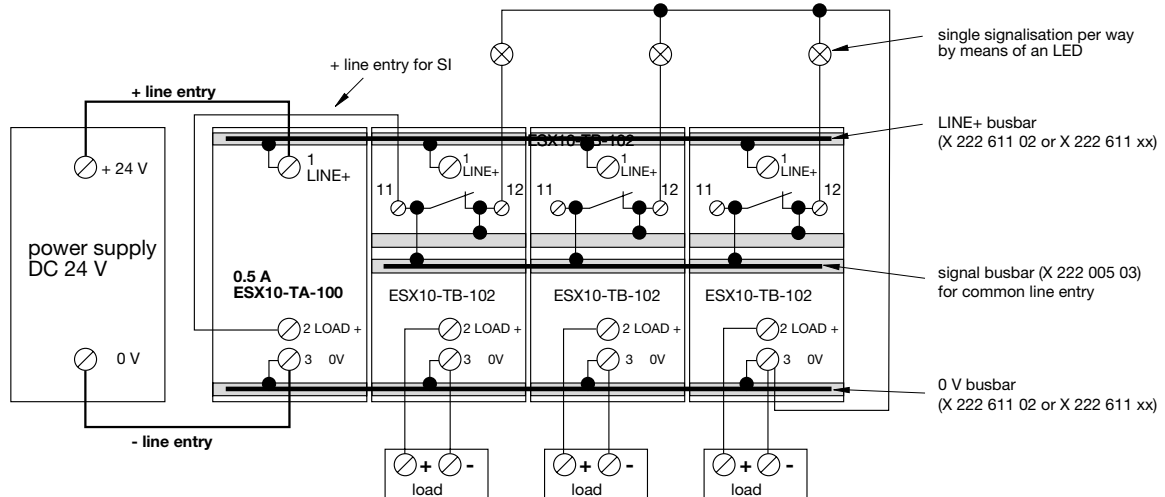 single signalisation per way
by means of an LED
+ line entry for SI
+ line entry
LINE+ busbar
(X 222 611 02 or X 222 611 xx)
ESX10-TB-102
+ 24 V
1
LINE+
1
LINE+
1
LINE+
1
LINE+
11
12
11
12
11
12
power supply
DC 24 V
0.5 A
ESX10-TA-100
signal busbar (X 222 005 03)
for common line entry
ESX10-TB-102
ESX10-TB-102
ESX10-TB-102
2 LOAD +
2 LOAD +
2 LOAD +
2 LOAD +
0 V
3 0V
3 0V
3 0V
3 0V
0 V busbar
(X 222 611 02 or X 222 611 xx)
- line entry
+ -
+ -
+ -
load
load
load